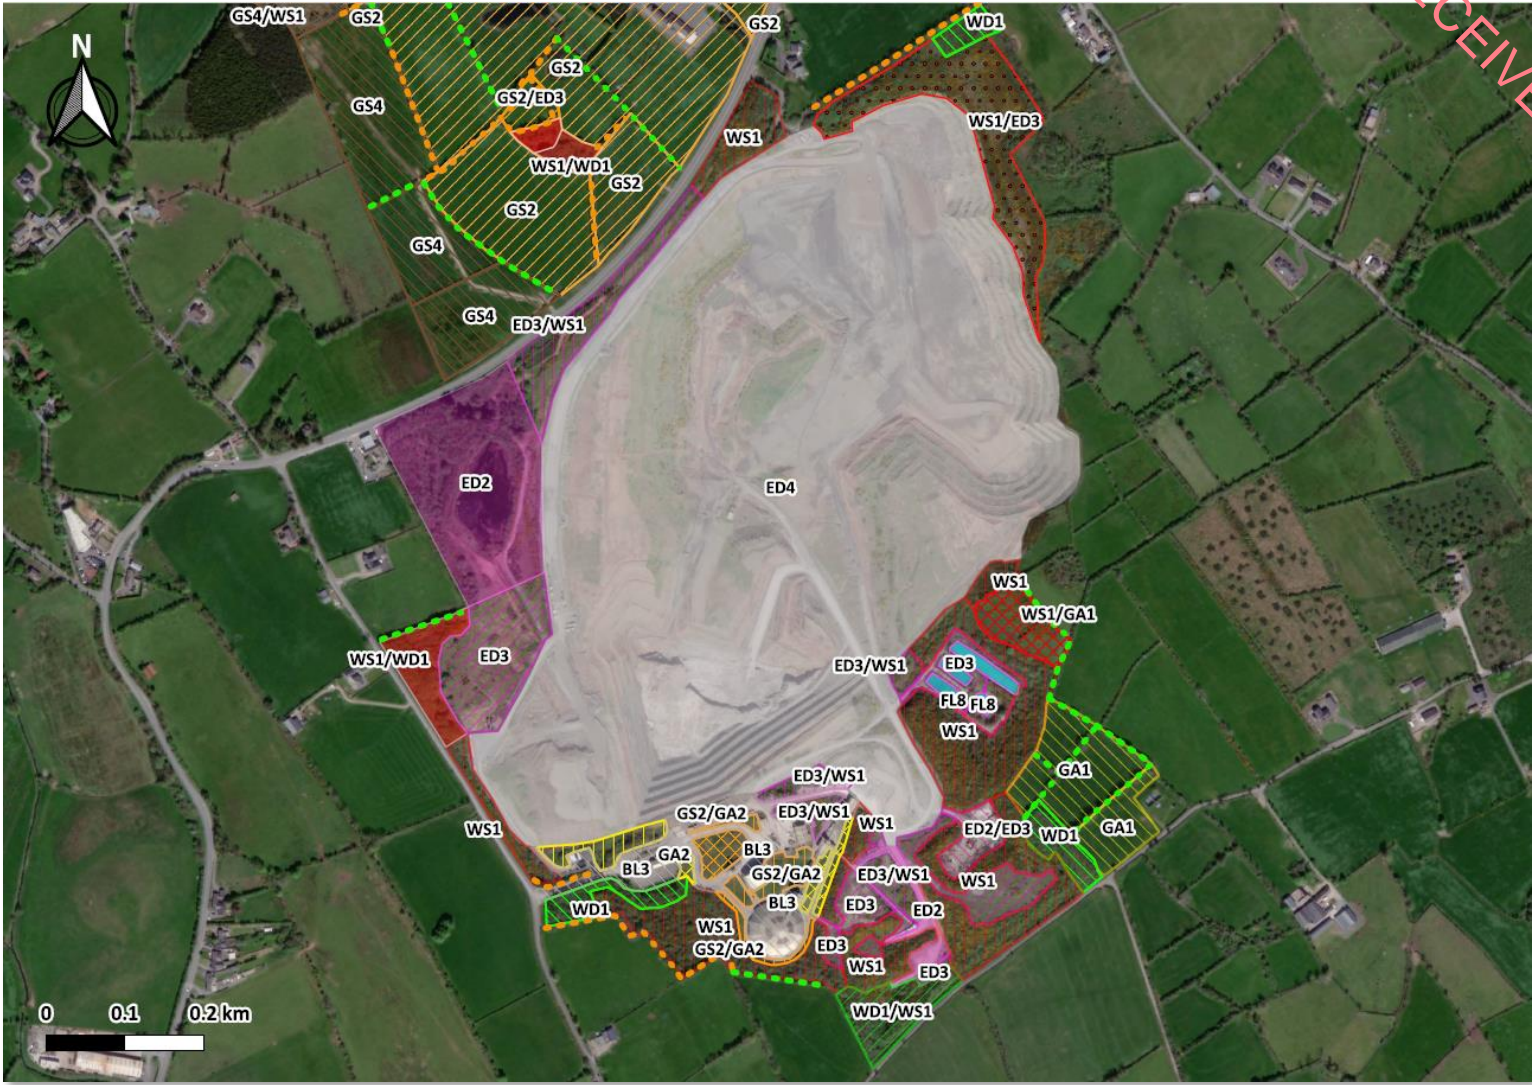 GS4/WS1
GS2
GS2
WD1
CEIVE
N
GS2
GS2/ED3
GS4
WS1
WS1/ED3
WS1/WD1
GS2
GS2
GS4
GS4
ED3/WS1
ED2
ED4
WS1
WS1/GA1
WS1/WD1
ED3
ED3/WS1
ED3
FL8
FL8
WS1
GA1
ED3/WS1
GS2/GA2
ED3/WS1
WS1
WS1
ED2/ED3
WD1
GA1
BL3
GA2
BL3
GS2/GA2
ED3/WS1
WS1
WD1
BL3
ED3
ED2
WS1
GS2/GA2
ED3
WS1
ED3
WD1/WS1
0 0.1 0.2 km